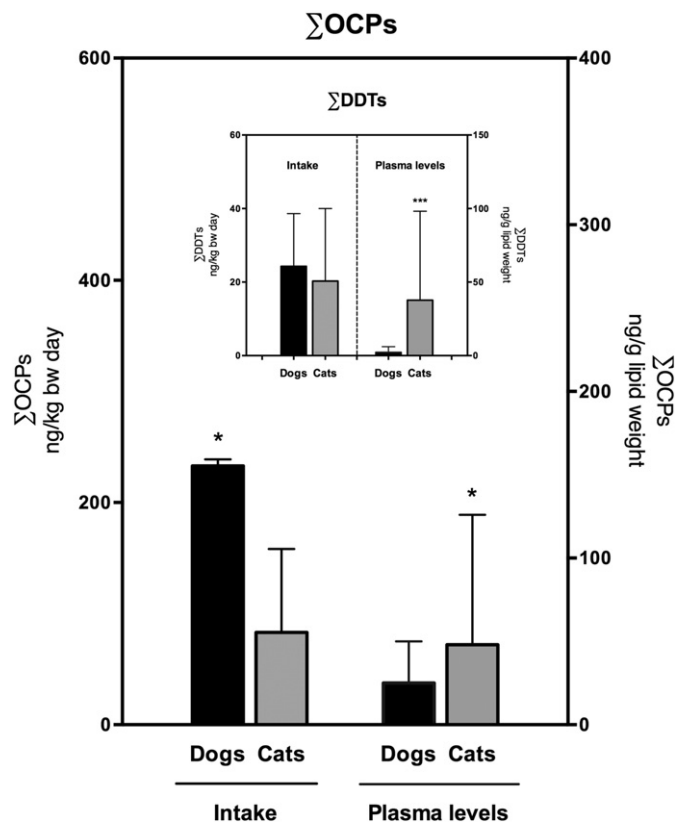 ∑OCPs
600
400
200
0
∑OCPs
ng/kg bw day
400
300
200
100
0
∑OCPs
ng/g lipid weight
∑DDTs
60
40
20
0
∑DDTs
ng/kg bw day
Intake
Plasma levels
***
150
100
50
0
∑DDTs
ng/g lipid weight
Dogs Cats
Dogs Cats
*
*
Dogs Cats
Dogs Cats
Intake
Plasma levels